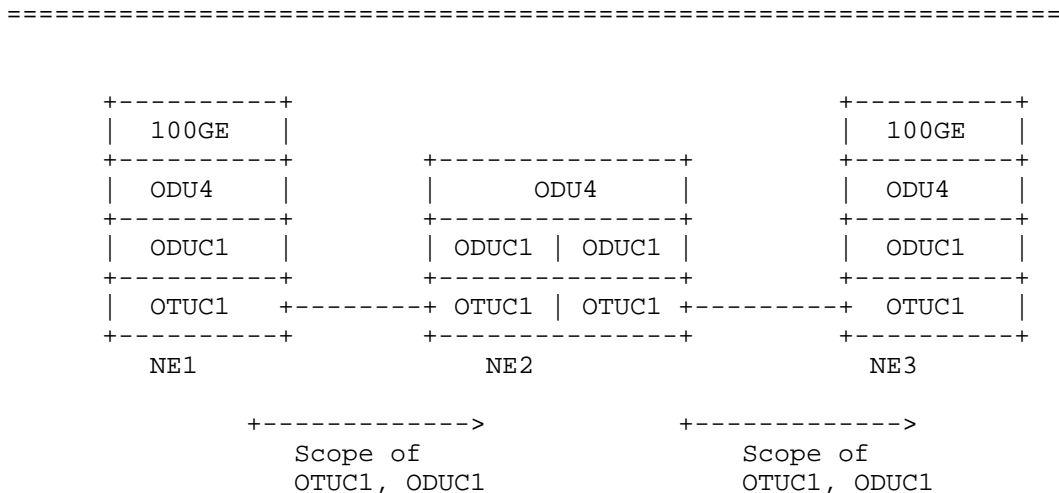 ==================================================================
+-----------+                                  +-----------+
|   100GE   |                                  |   100GE   |
+-----------+        +----------------+        +-----------+
|   ODU4    |        |      ODU4      |        |   ODU4    |
+-----------+        +----------------+        +-----------+
|   ODUC1   |        | ODUC1 | ODUC1 |        |   ODUC1   |
+-----------+        +----------------+        +-----------+
|   OTUC1   +--------+ OTUC1 | OTUC1 +---------+   OTUC1   |
+-----------+        +----------------+        +-----------+
NE1                  NE2                       NE3
+------------->            +------------->
Scope of                   Scope of
OTUC1, ODUC1               OTUC1, ODUC1